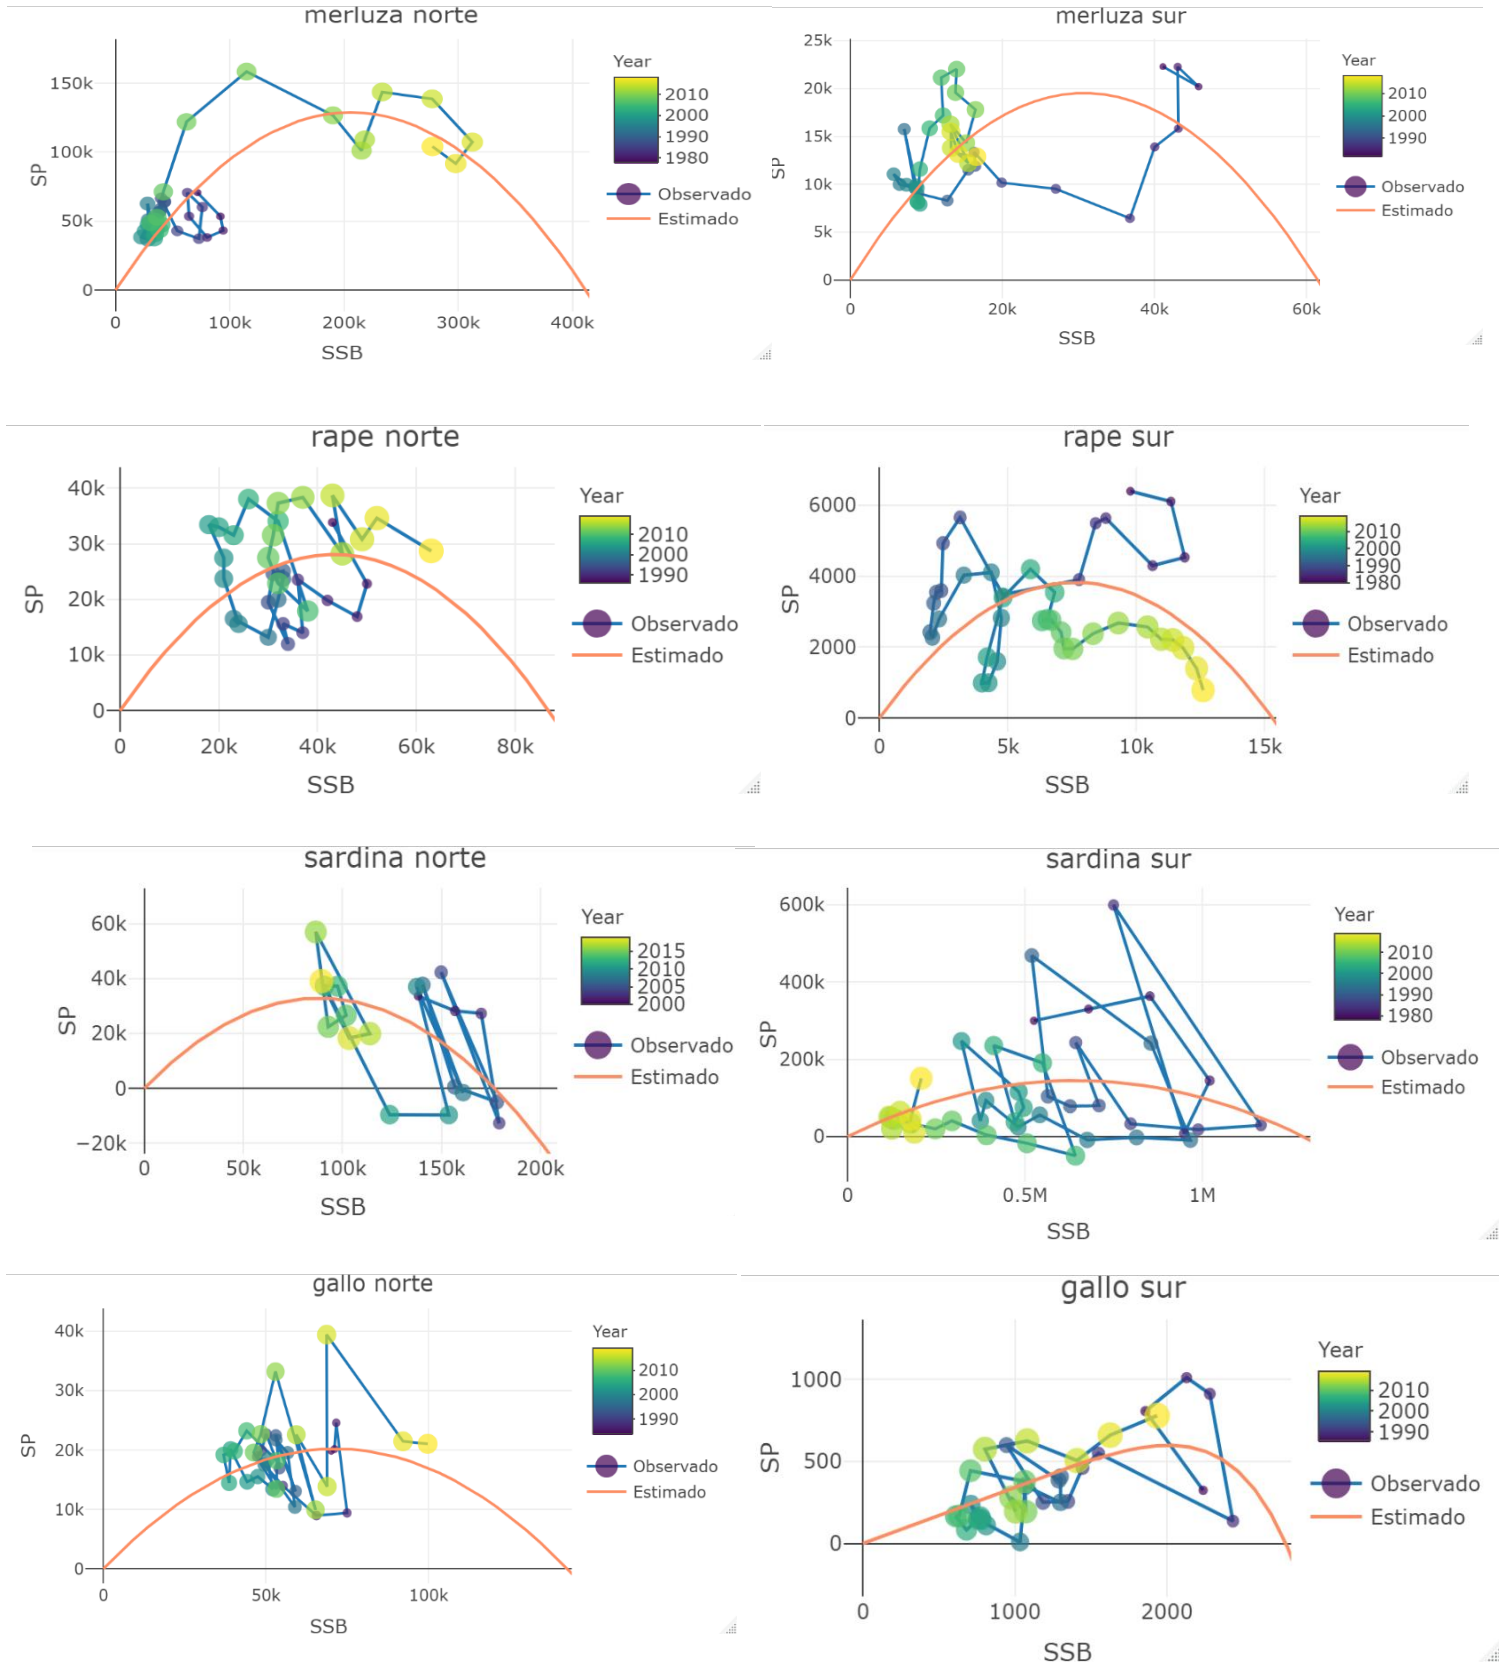 merluza norte
SP
150k
100k
50k
0
0 100k 200k 300k 400k
SSB
Year
2010
2000
1990
1980
Observado
Estimado
merluza sur
SP
25k
20k
15k
10k
5k
0
0 20k 40k 60k
SSB
Year
2010
2000
1990
Observado
Estimado
rape norte
SP
40k
30k
20k
10k
0
0 20k 40k 60k 80k
SSB
Year
2010
2000
1990
Observado
Estimado
rape sur
SP
6000
4000
2000
0
0 5k 10k 15k
SSB
Year
2010
2000
1990
1980
Observado
Estimado
sardina norte
SP
60k
40k
20k
0
−20k
0 50k 100k 150k 200k
SSB
Year
2015
2010
2005
2000
Observado
Estimado
sardina sur
SP
600k
400k
200k
0
0 0.5M 1M
SSB
Year
2010
2000
1990
1980
Observado
Estimado
gallo norte
SP
40k
30k
20k
10k
0
0 50k 100k
SSB
Year
2010
2000
1990
Observado
Estimado
gallo sur
SP
1000
500
0
0 1000 2000
SSB
Year
2010
2000
1990
Observado
Estimado